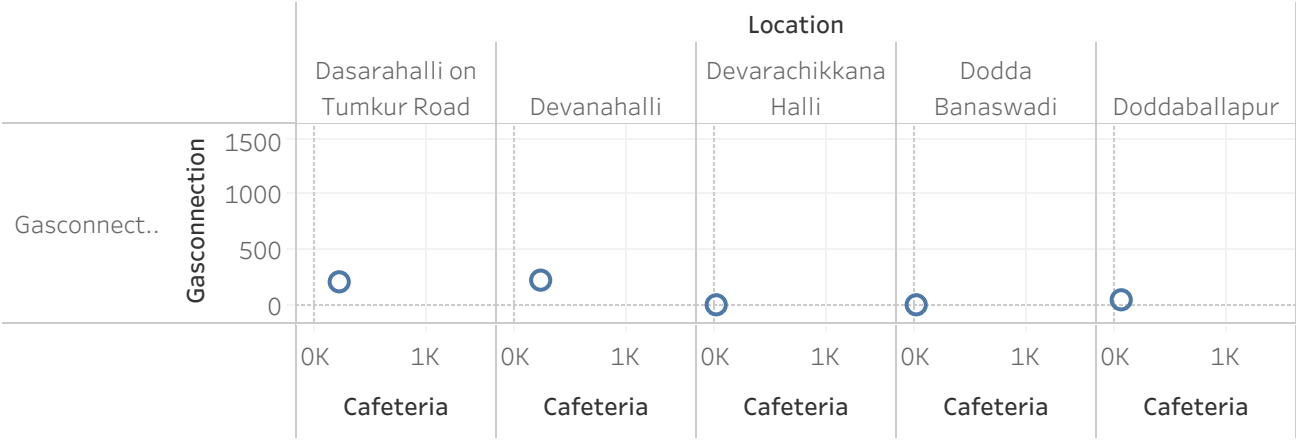 Location
Dasarahalli on
Tumkur Road
Devanahalli
Devarachikkana
Halli
Dodda
Banaswadi
Doddaballapur
Gasconnect..
Gasconnection
1500
1000
500
0
0K 1K 0K 1K 0K 1K 0K 1K 0K 1K
Cafeteria Cafeteria Cafeteria Cafeteria Cafeteria